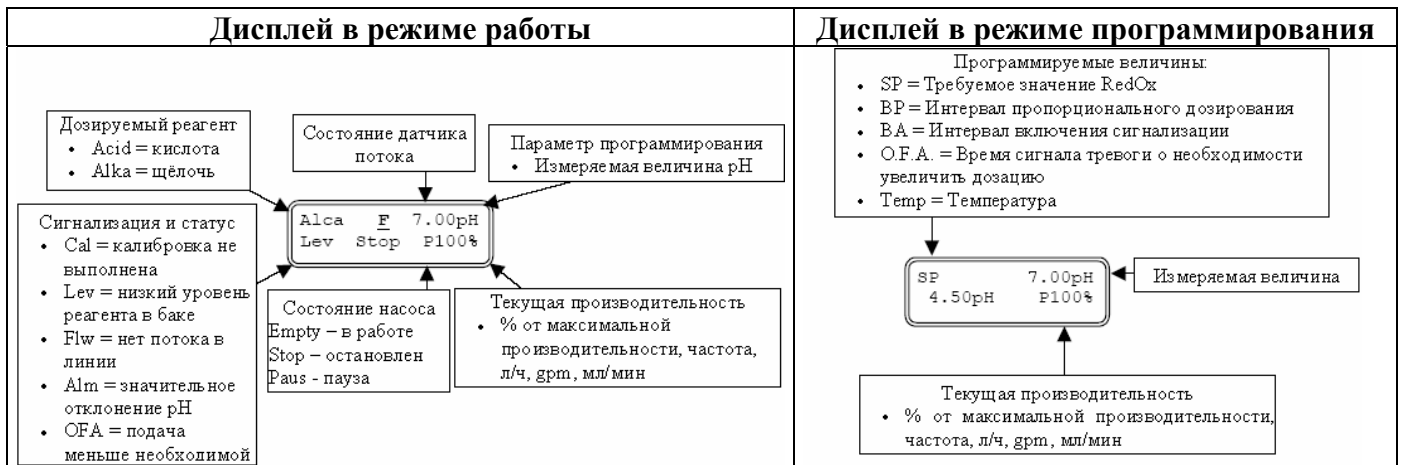 Дисплей в режиме работы
Дозируемый реагент
• Acid = кислота
• Alka = щёлочь
Состояние датчика
потока
Параметр программирования
• Измеряемая величина pH
Alca F 7.00pH
Lev Stop P100%
Сигнализация и статус
• Cal = калибровка не
выполнена
• Lev = низкий уровень
реагента в баке
• Flw = нет потока в
линии
• Alm = значительное
отклонение pH
• OFA = подача
меньше необходимой
Состояние насоса
Empty – в работе
Stop – остановлен
Paus - пауза
Текущая производительность
• % от максимальной
производительности, частота,
л/ч, gpm, мл/мин
Дисплей в режиме программирования
Программируемые величины:
• SP = Требуемое значение RedOx
• BP = Интервал пропорционального дозирования
• BA = Интервал включения сигнализации
• O.F.A. = Время сигнала тревоги о необходимости
увеличить дозацию
• Temp = Температура
SP 7.00pH
4.50pH P100%
Измеряемая величина
Текущая производительность
• % от максимальной производительности,
частота, л/ч, gpm, мл/мин